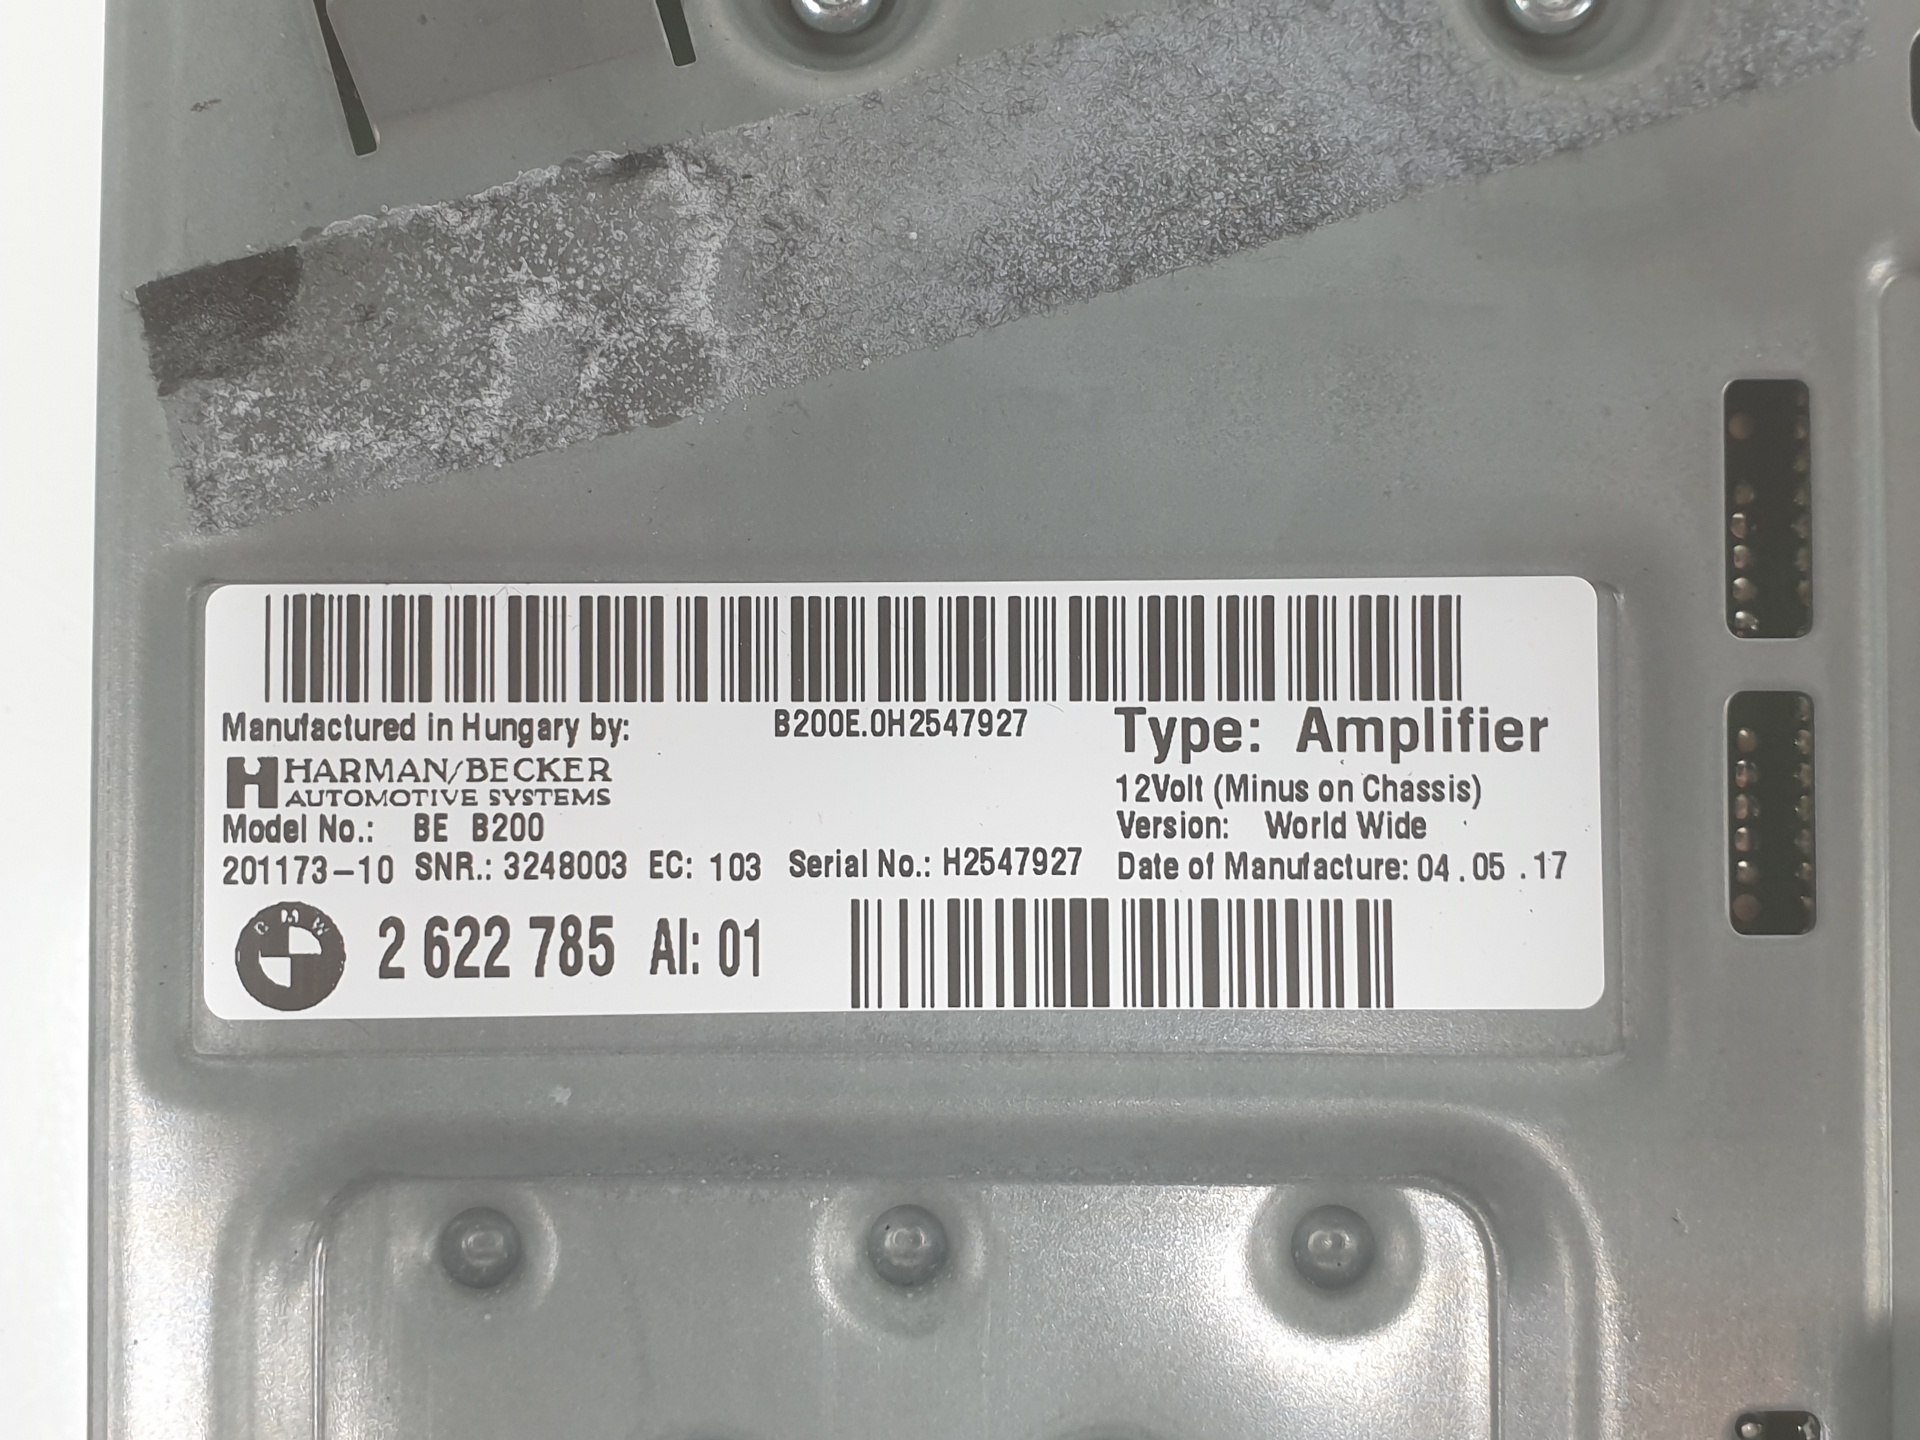 Manufactured in Hungary by:
B200E.0H2547927
Type: Amplifier
HARMAN/BECKER
AUTOMOTIVE SYSTEMS
12Volt (Minus on Chassis)
Model No.: BE B200
Version: World Wide
201173-10 SNR.: 3248003 EC: 103 Serial No.: H2547927 Date of Manufacture: 04.05.17
BMW
2 622 785 AI: 01